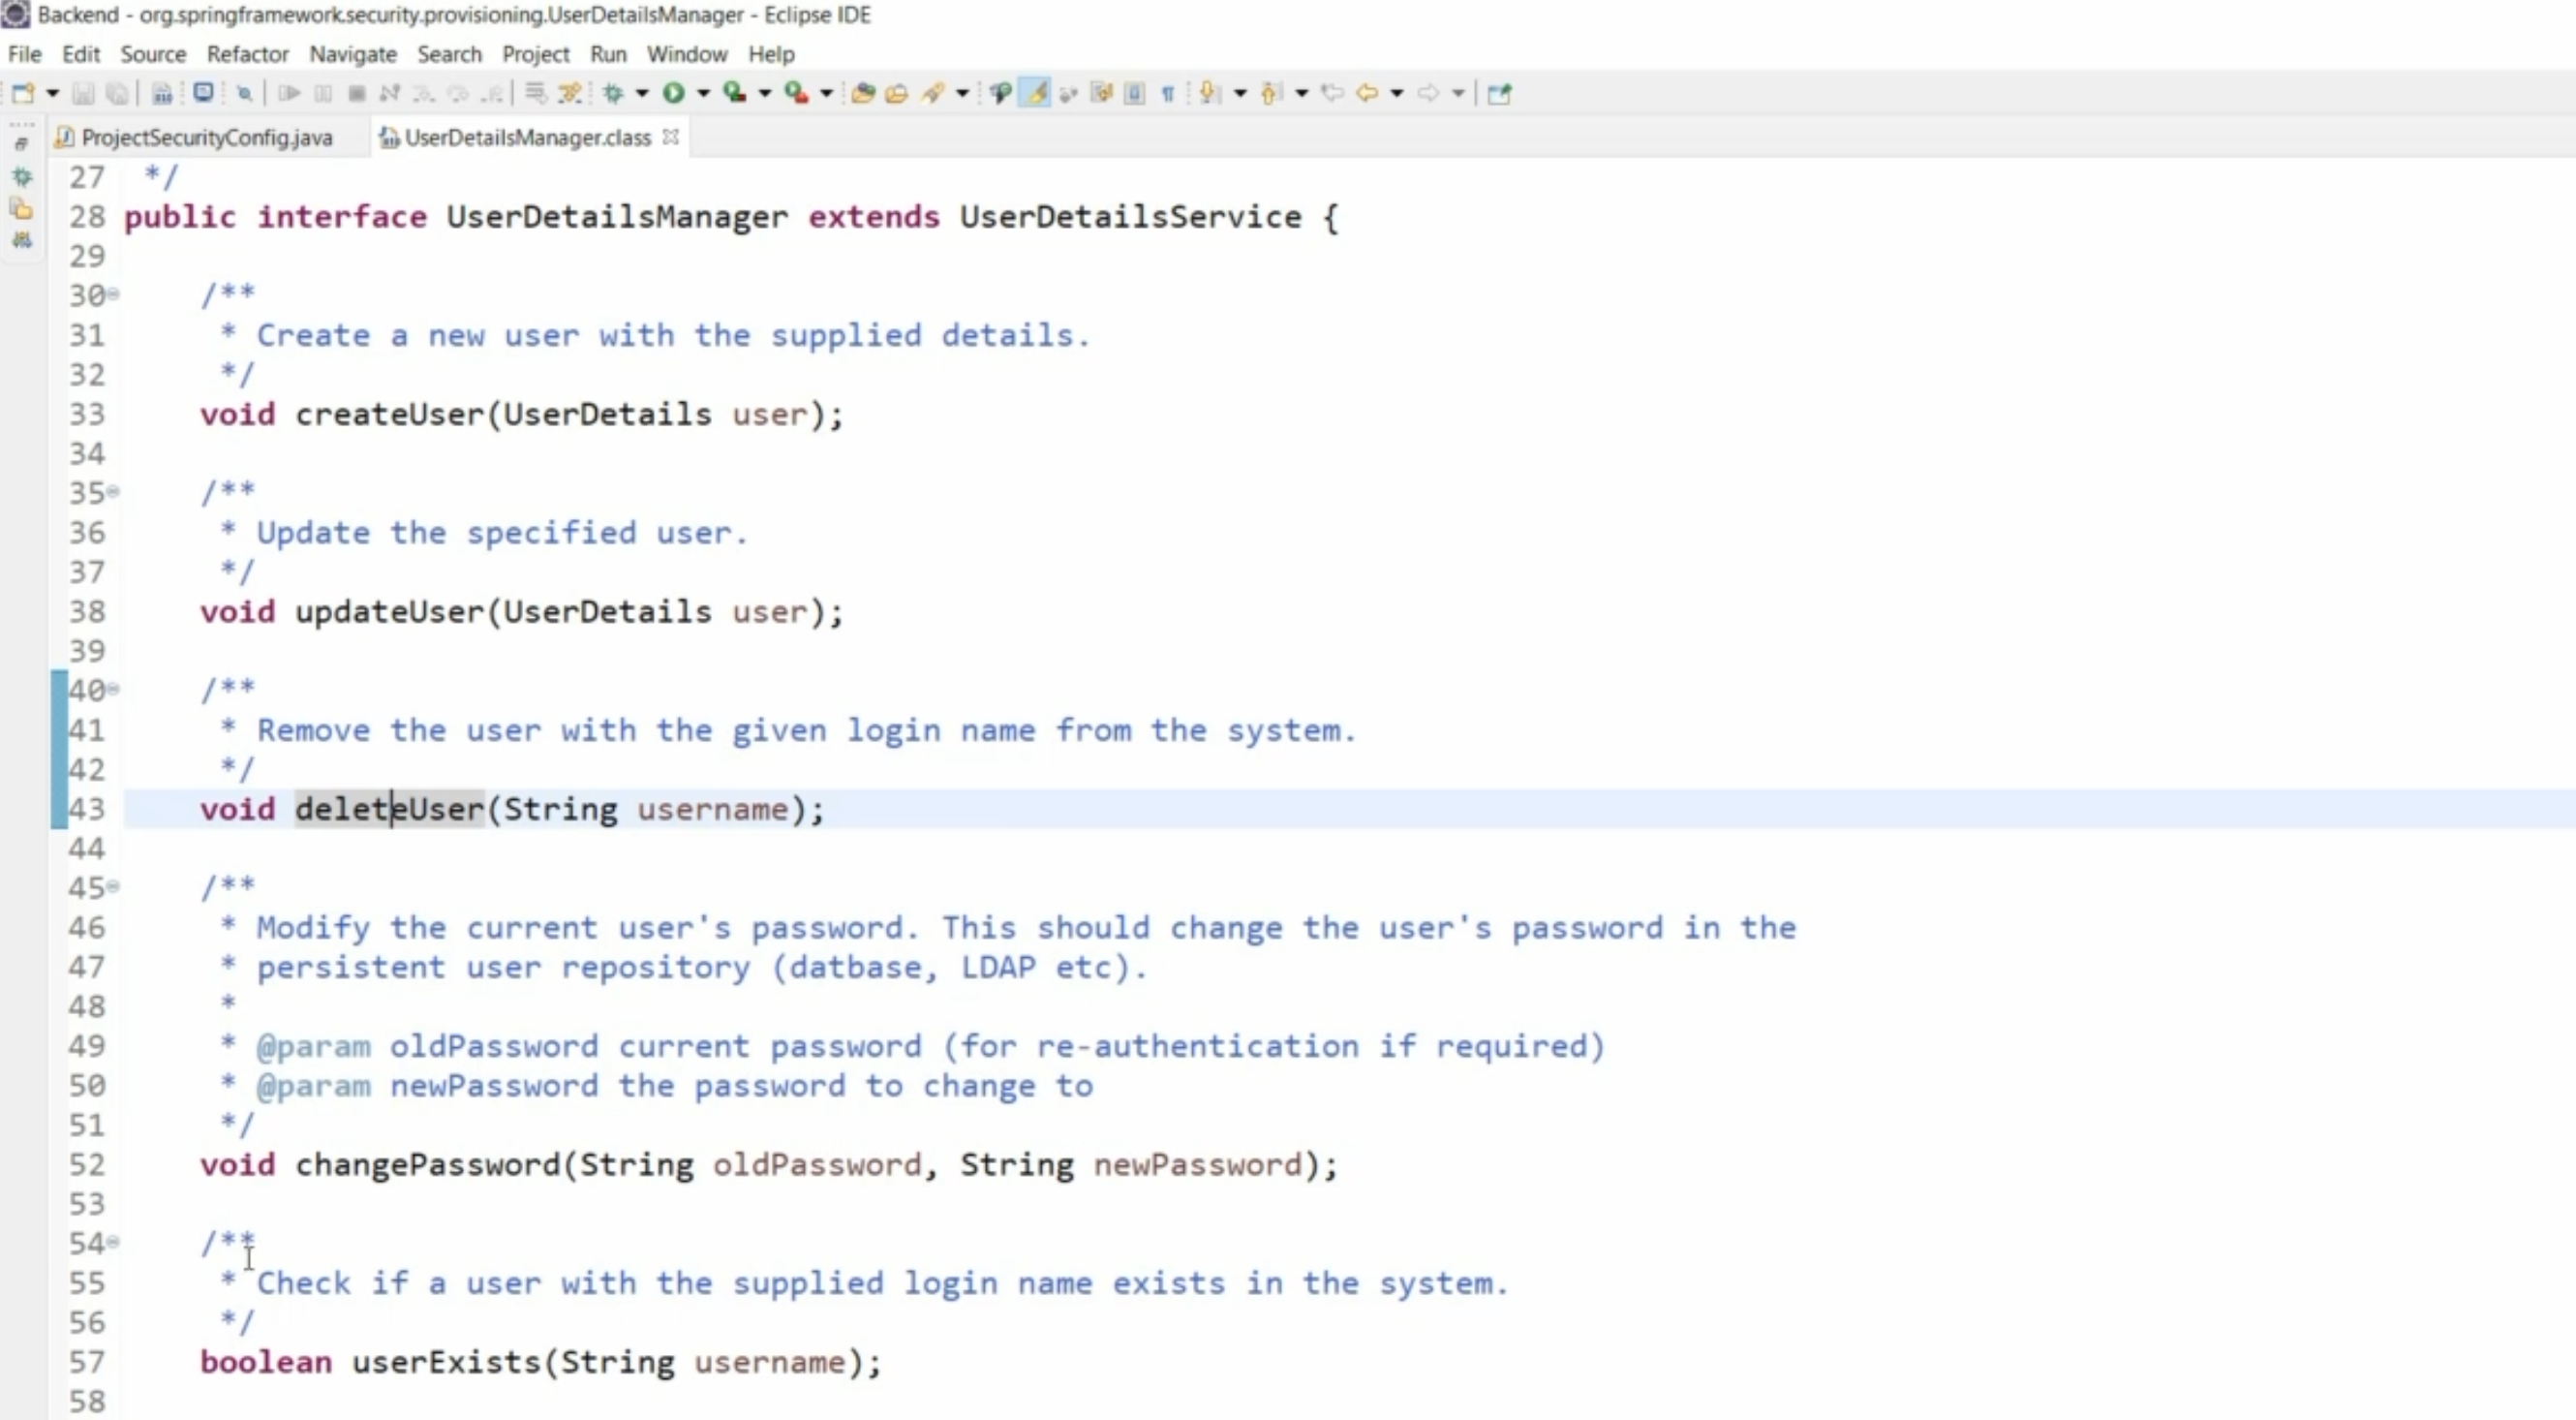 Backend - org.springframework.security.provisioning.UserDetailsManager - Eclipse IDE
File Edit Source Refactor Navigate Search Project Run Window Help
ProjectSecurityConfig.java UserDetailsManager.class
27 */
28 public interface UserDetailsManager extends UserDetailsService {
29
30 /**
31 * Create a new user with the supplied details.
32 */
33 void createUser(UserDetails user);
34
35 /**
36 * Update the specified user.
37 */
38 void updateUser(UserDetails user);
39
40 /**
41 * Remove the user with the given login name from the system.
42 */
43 void deleteUser(String username);
44
45 /**
46 * Modify the current user's password. This should change the user's password in the
47 * persistent user repository (datbase, LDAP etc).
48 *
49 * @param oldPassword current password (for re-authentication if required)
50 * @param newPassword the password to change to
51 */
52 void changePassword(String oldPassword, String newPassword);
53
54 /**
55 * Check if a user with the supplied login name exists in the system.
56 */
57 boolean userExists(String username);
58